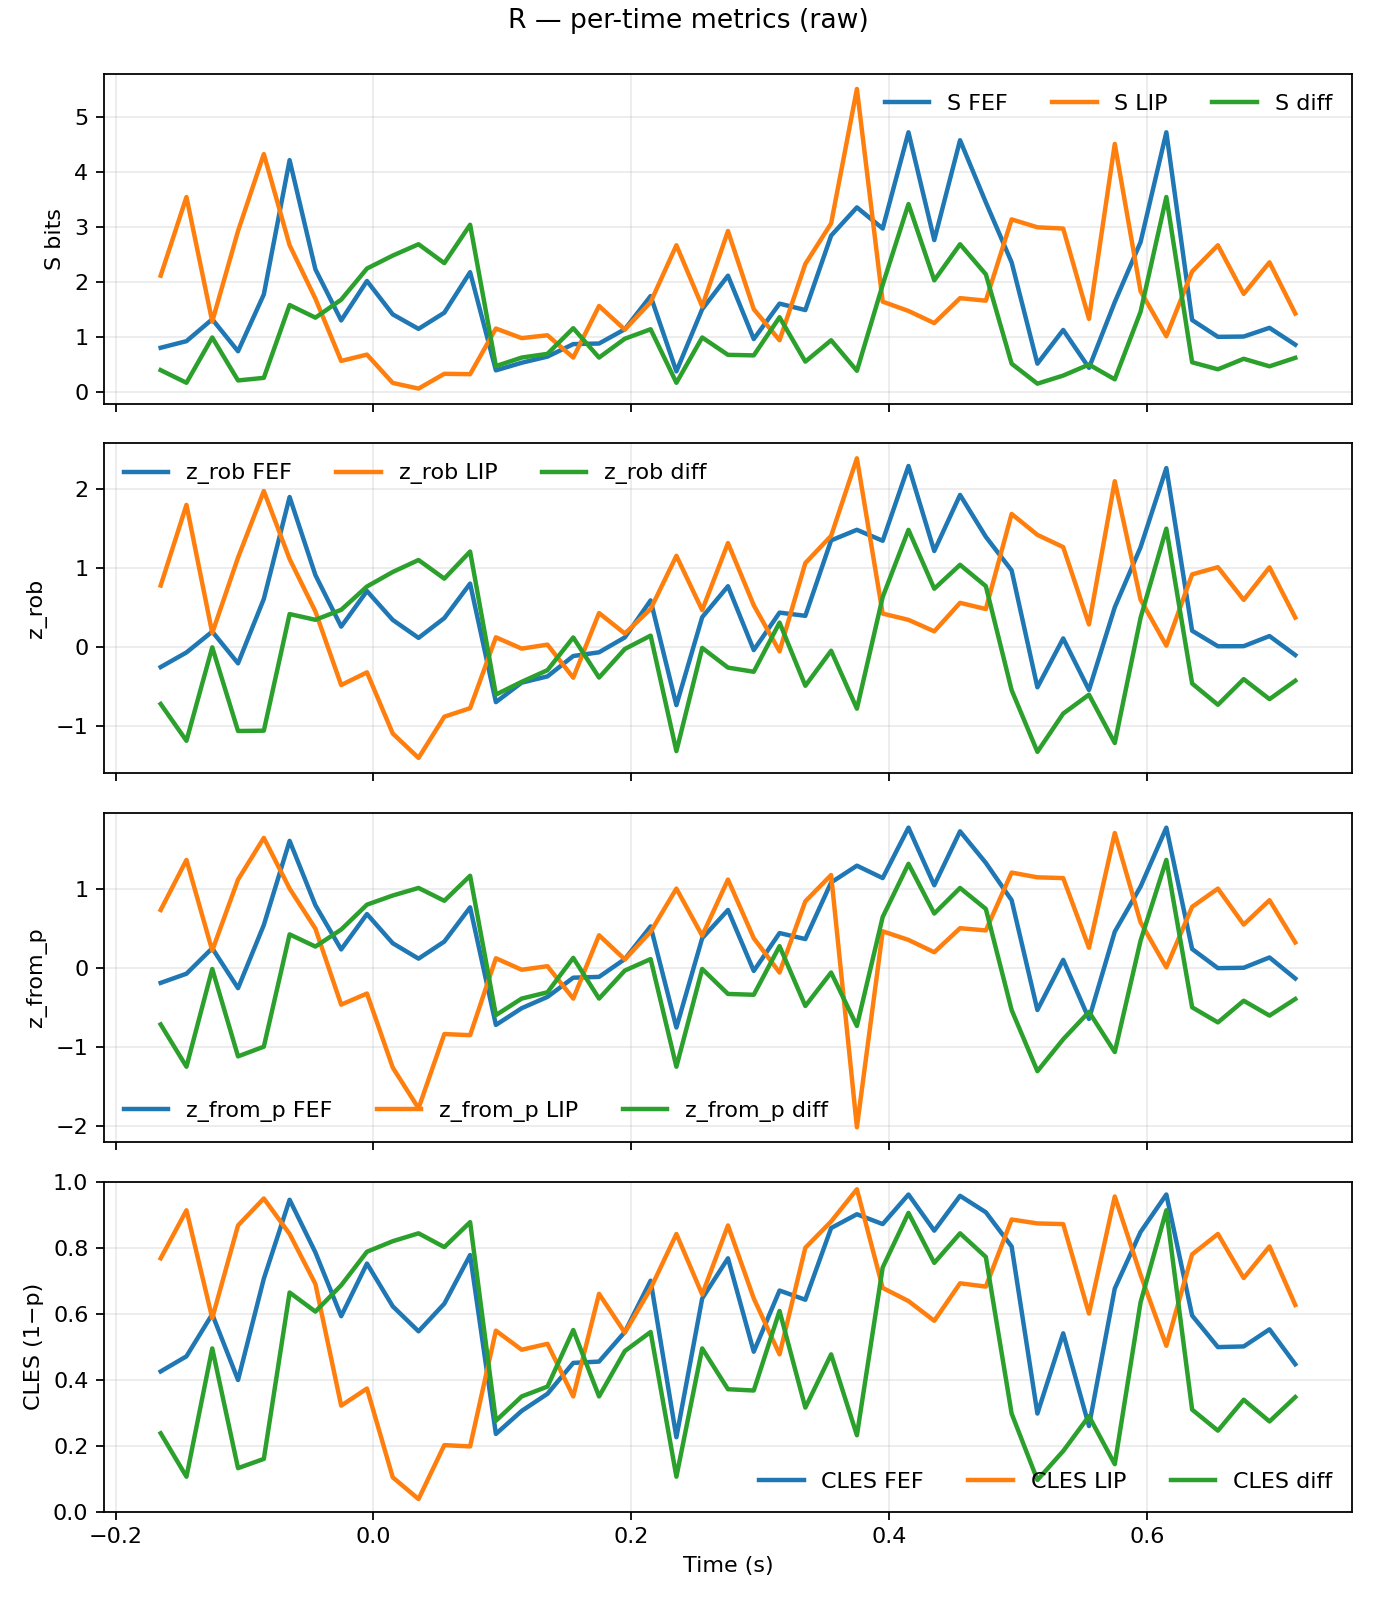 R — per-time metrics (raw)
S bits
5
4
3
2
1
0
S FEF S LIP S diff
z_rob
2
1
0
−1
z_rob FEF z_rob LIP z_rob diff
z_from_p
1
0
−1
−2
z_from_p FEF z_from_p LIP z_from_p diff
CLES (1−p)
1.0
0.8
0.6
0.4
0.2
0.0
CLES FEF CLES LIP CLES diff
−0.2 0.0 0.2 0.4 0.6
Time (s)